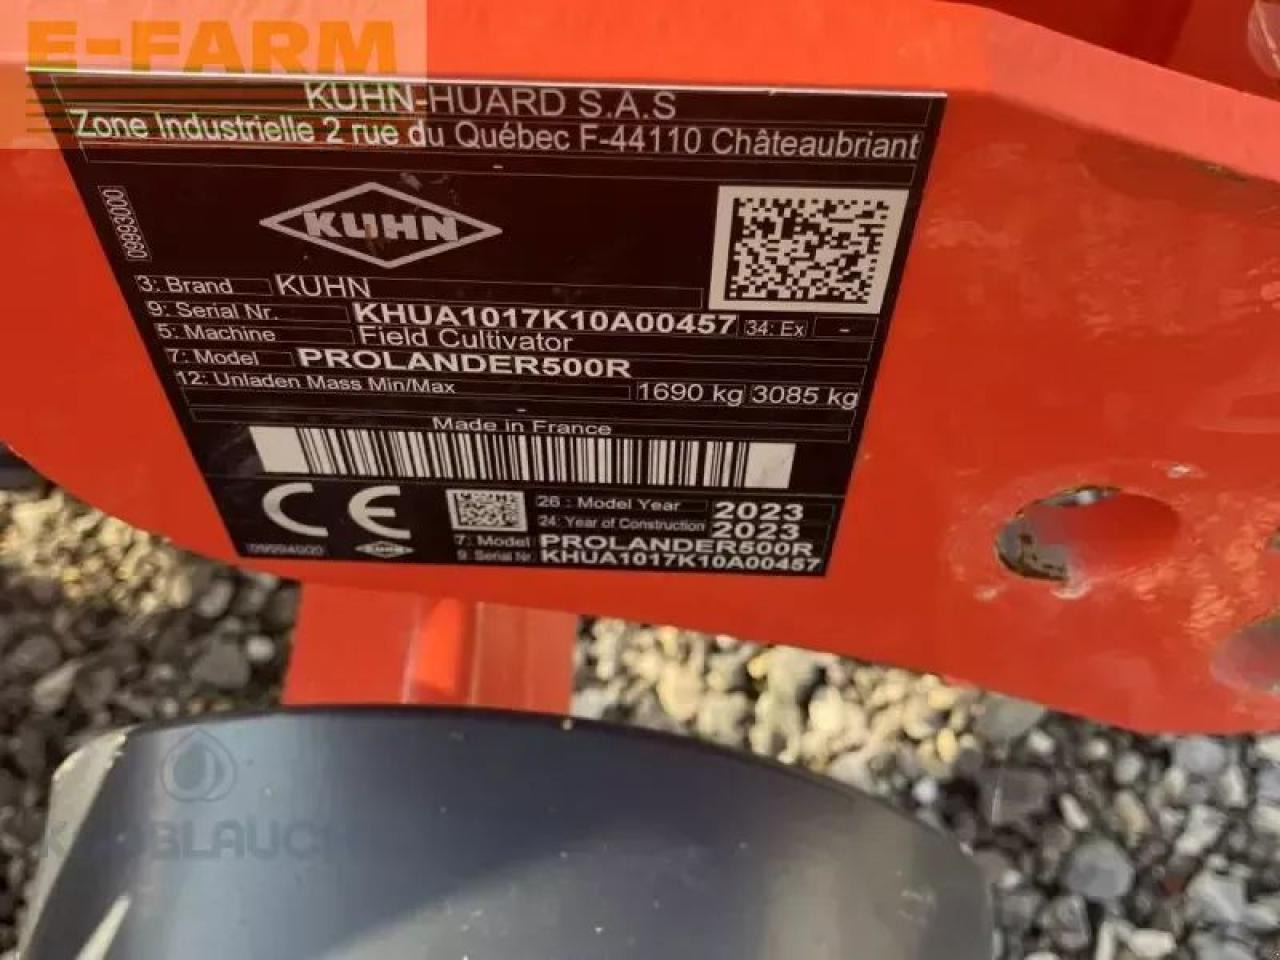 E-FARM
KUHN-HUARD S.A.S
Zone Industrielle 2 rue du Québec F-44110 Châteaubriant
-
09993000
KUHN
3: Brand KUHN
9: Serial Nr. KHUA1017K10A00457 34: Ex -
5: Machine Field Cultivator
7: Model PROLANDER500R
12: Unladen Mass Min/Max 1690 kg 3085 kg
-
Made in France
CE
26 : Model Year 2023
24: Year of Construction 2023
7: Model PROLANDER500R
9: Serial Nr KHUA1017K10A00457
KUHN
KNOBLAUCH